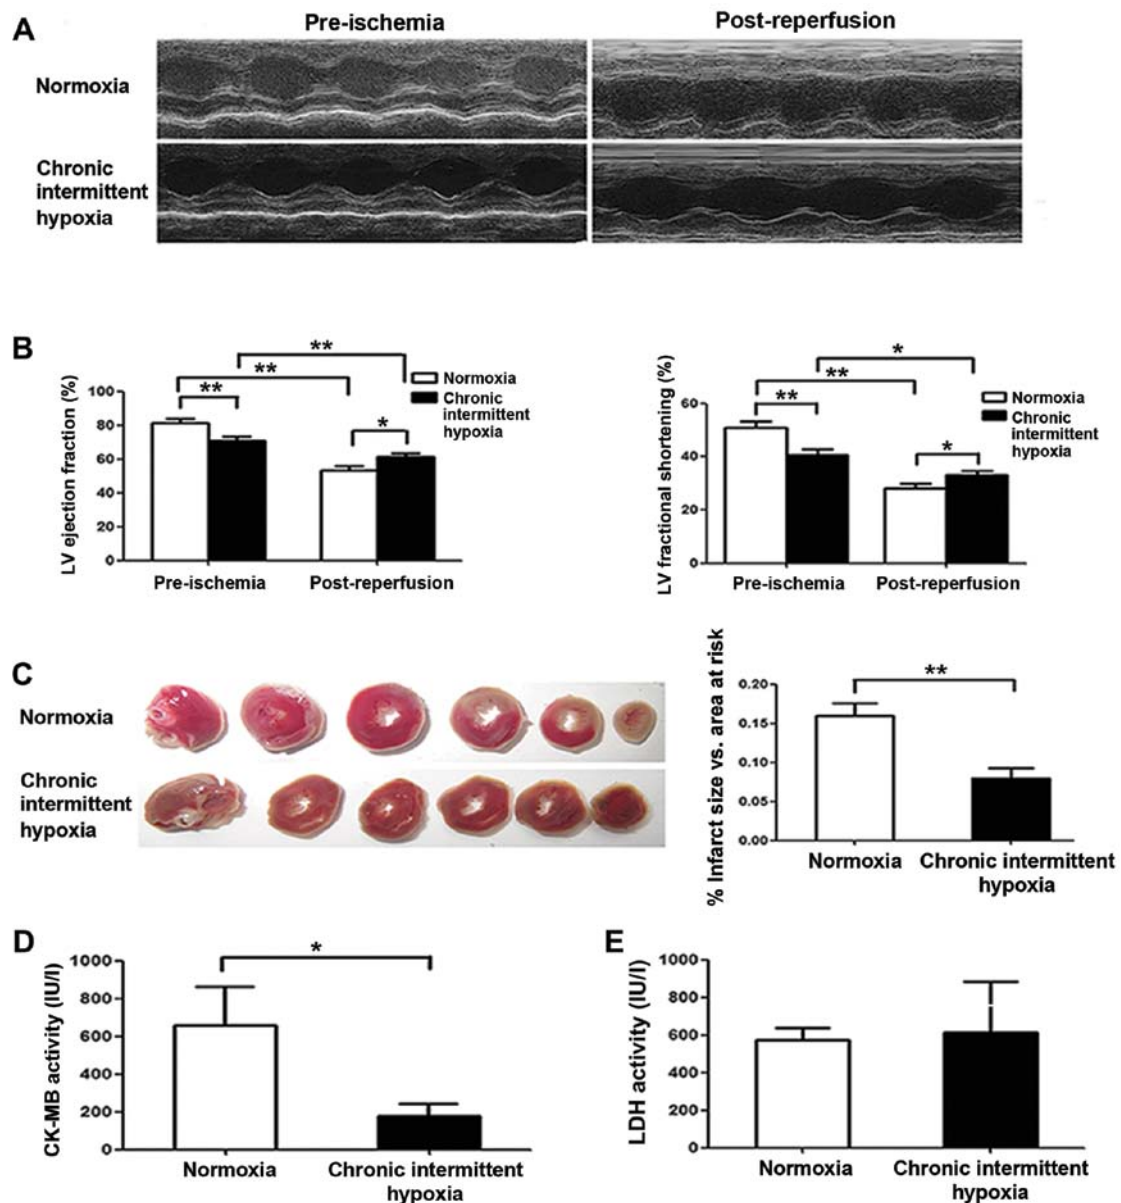 A
Pre-ischemia
Post-reperfusion
Normoxia
Chronic
intermittent
hypoxia
B
LV ejection fraction (%)
100
80
60
40
20
0
**
**
**
*
Normoxia
Chronic
intermittent
hypoxia
Pre-ischemia
Post-reperfusion
LV fractional shortening (%)
60
40
20
0
*
**
**
*
Normoxia
Chronic
intermittent
hypoxia
Pre-ischemia
Post-reperfusion
C
Normoxia
Chronic
intermittent
hypoxia
% Infarct size vs. area at risk
0.20
0.15
0.10
0.05
0.00
**
Normoxia
Chronic intermittent
hypoxia
D
CK-MB activity (IU/l)
1000
800
600
400
200
0
*
Normoxia
Chronic intermittent
hypoxia
E
LDH activity (IU/l)
1000
800
600
400
200
0
Normoxia
Chronic intermittent
hypoxia